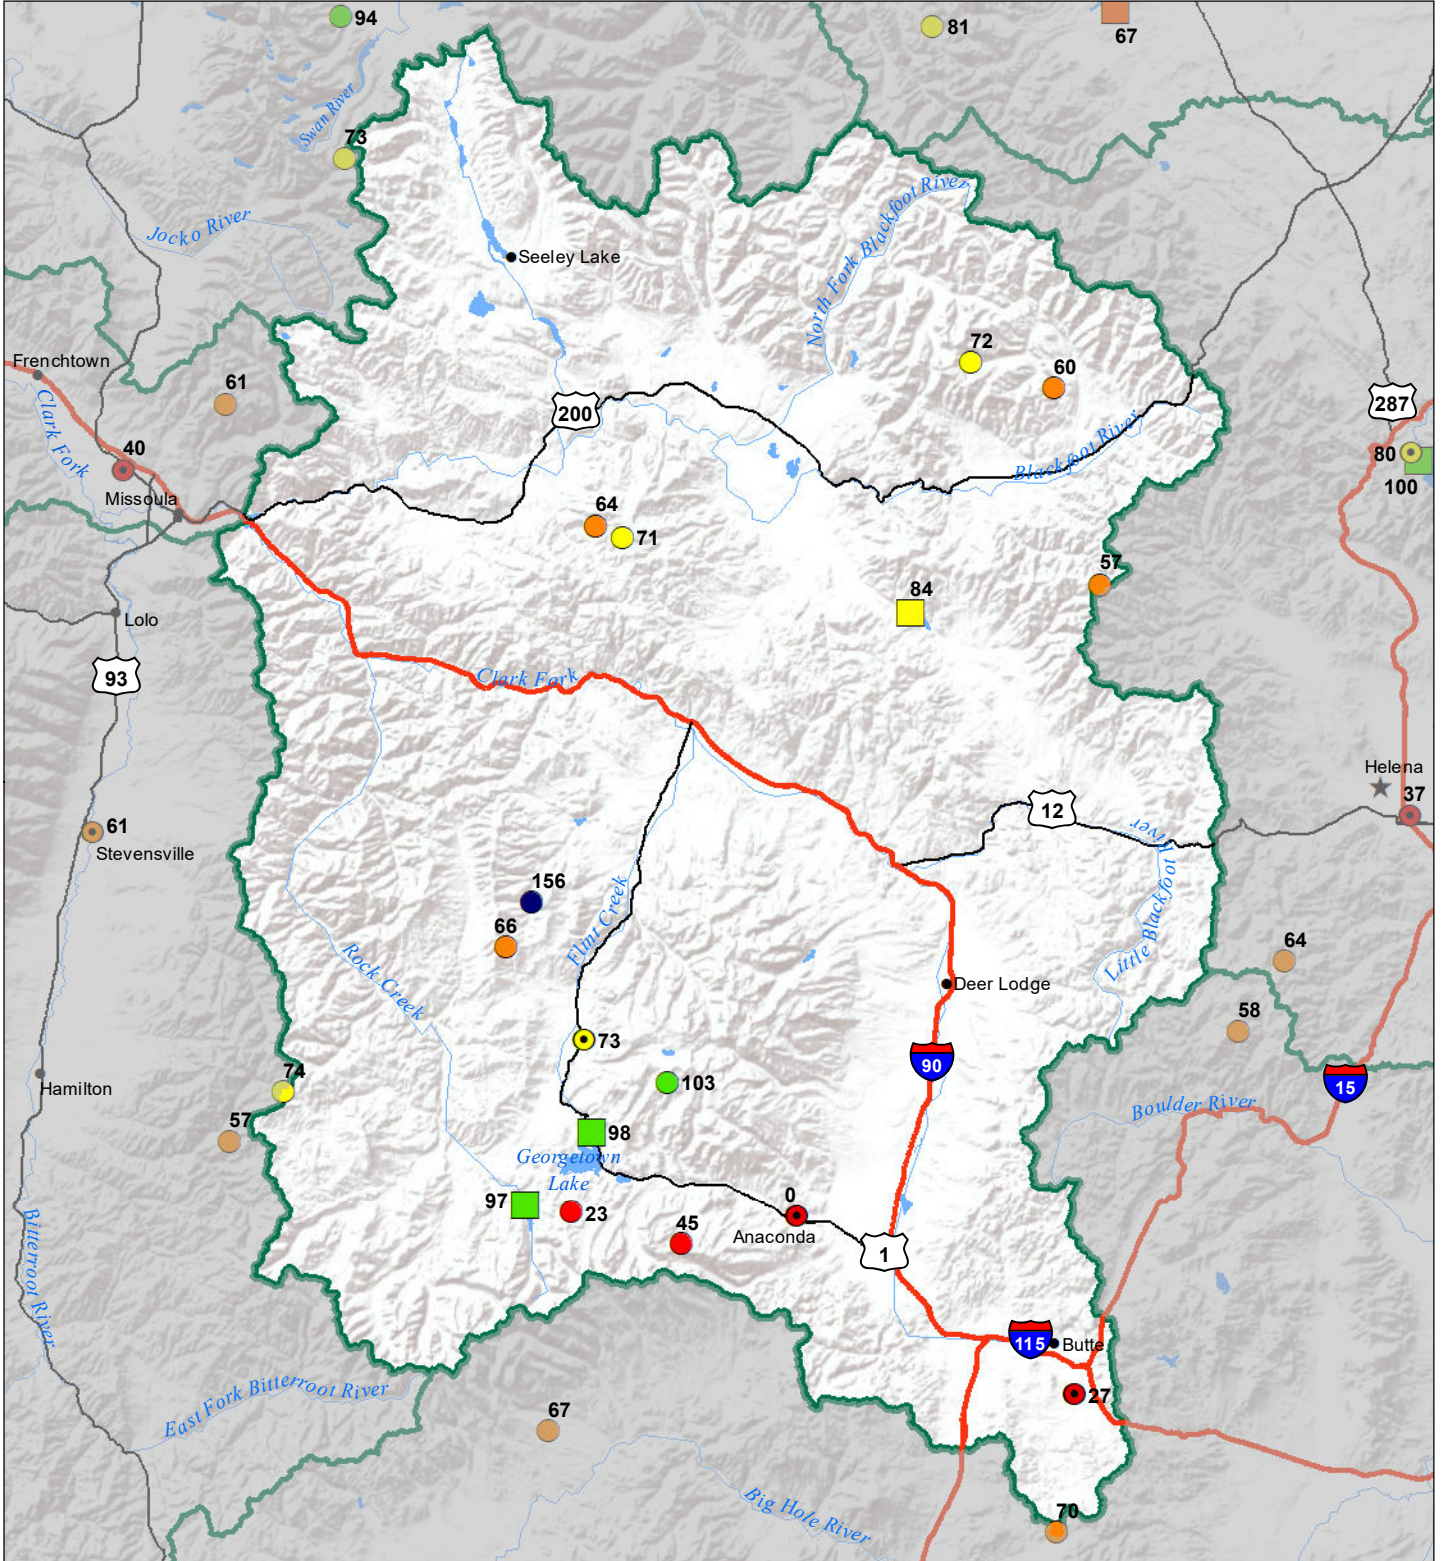 94
81
67
Swan River
73
Jocko River
North Fork Blackfoot River
Seeley Lake
Frenchtown
61
72
60
200
287
Clark Fork
40
Blackfoot River
80
100
Missoula
64
71
57
84
Lolo
93
Clark Fork
Helena
37
12
61
Stevensville
Little Blackfoot River
156
66
Flint Creek
64
Rock Creek
Deer Lodge
58
73
90
74
103
15
Hamilton
Boulder River
57
98
Georgetown
Lake
97
23
0
45
Anaconda
1
Bitterroot River
115
Butte
27
East Fork Bitterroot River
67
Big Hole River
70